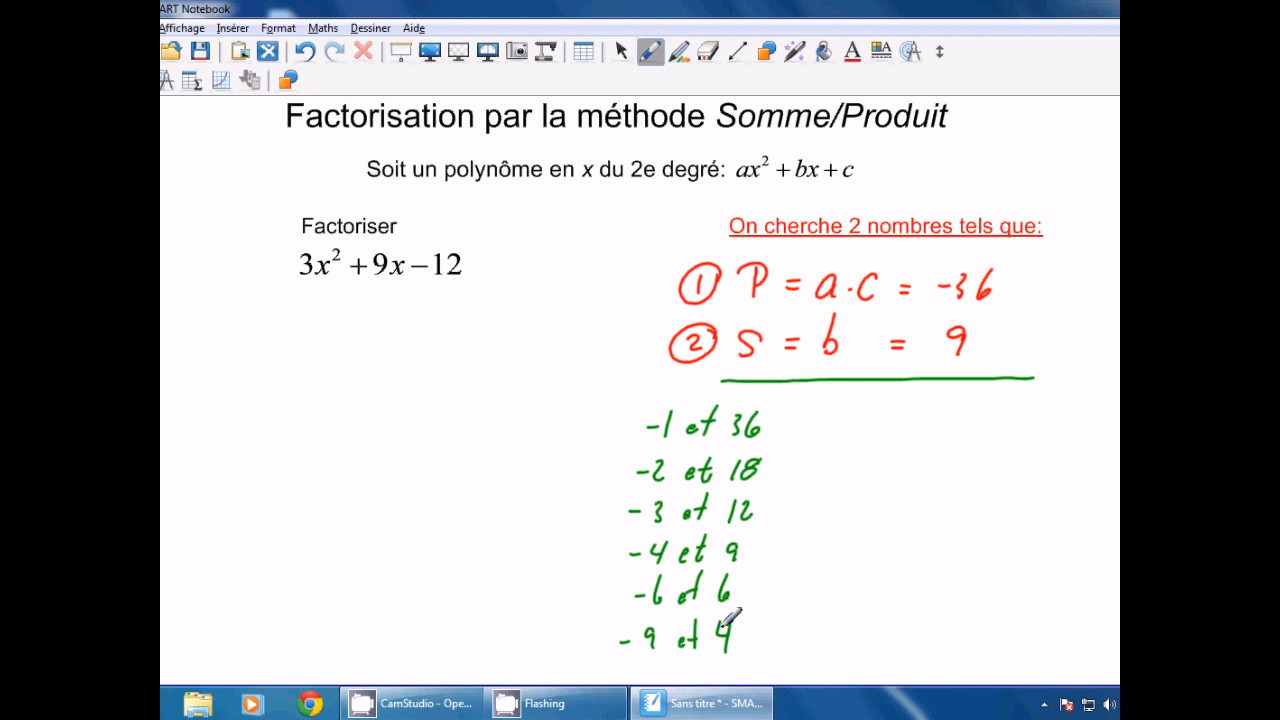 ART Notebook
Affichage Insérer Format Maths Dessiner Aide
Factorisation par la méthode Somme/Produit
Soit un polynôme en x du 2e degré: ax² + bx + c
Factoriser
3x² + 9x − 12
On cherche 2 nombres tels que:
① P = a · c = -36
② S = b = 9
-1 et 36
-2 et 18
-3 et 12
-4 et 9
-6 et 6
-9 et 4
CamStudio - Ope... Flashing Sans titre * - SMA...